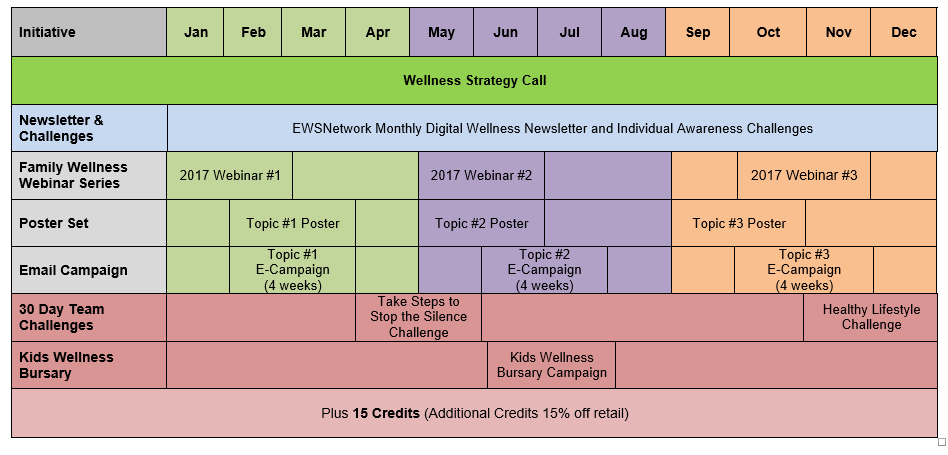 Initiative Jan Feb Mar Apr May Jun Jul Aug Sep Oct Nov Dec
Wellness Strategy Call
Newsletter &
Challenges
EWSNetwork Monthly Digital Wellness Newsletter and Individual Awareness Challenges
Family Wellness
Webinar Series
2017 Webinar #1
2017 Webinar #2
2017 Webinar #3
Poster Set
Topic #1 Poster
Topic #2 Poster
Topic #3 Poster
Email Campaign
Topic #1
E-Campaign
(4 weeks)
Topic #2
E-Campaign
(4 weeks)
Topic #3
E-Campaign
(4 weeks)
30 Day Team
Challenges
Take Steps to
Stop the Silence
Challenge
Healthy Lifestyle
Challenge
Kids Wellness
Bursary
Kids Wellness
Bursary Campaign
Plus 15 Credits (Additional Credits 15% off retail)